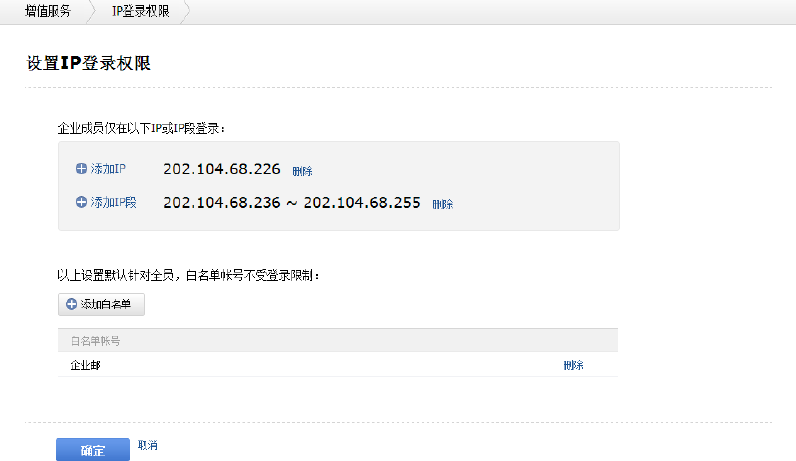 增值服务 IP登录权限
设置IP登录权限
企业成员仅在以下IP或IP段登录：
添加IP 202.104.68.226 删除
添加IP段 202.104.68.236 ~ 202.104.68.255 删除
以上设置默认针对全员，白名单帐号不受登录限制：
添加白名单
白名单帐号
企业邮 删除
确定 取消